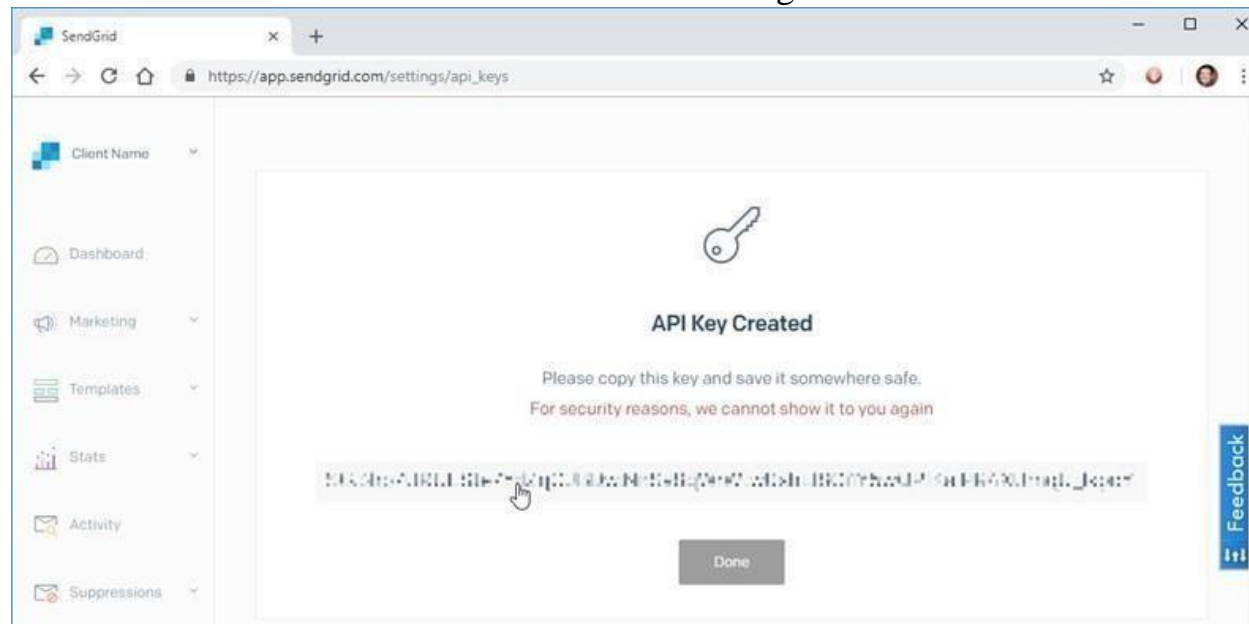 SendGrid
https://app.sendgrid.com/settings/api_keys
Client Name
Dashboard
Marketing
Templates
Stats
Activity
Suppressions
API Key Created
Please copy this key and save it somewhere safe.
For security reasons, we cannot show it to you again
Done
Feedback